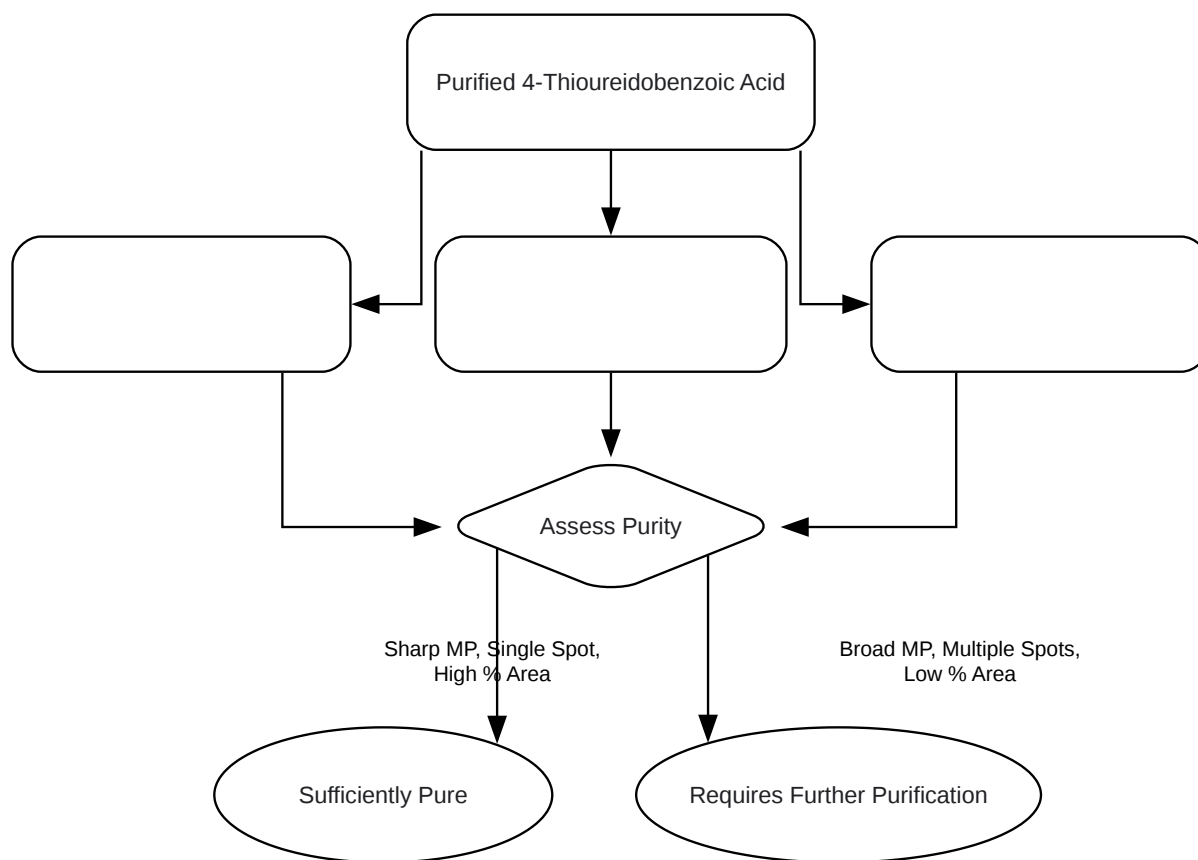 Purified 4-Thioureidobenzoic Acid
Assess Purity
Sharp MP, Single Spot,
High % Area
Broad MP, Multiple Spots,
Low % Area
Sufficiently Pure
Requires Further Purification